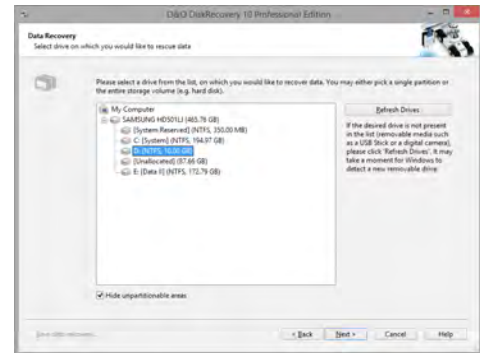 O&O DiskRecovery 10 Professional Edition
Data Recovery
Select drive on which you would like to rescue data
Please select a drive from the list, on which you would like to recover data. You may either pick a single partition or
the entire storage volume (e.g. hard disk).
My Computer
SAMSUNG HD501LJ (465.76 GB)
[System Reserved] (NTFS, 350.00 MB)
C: [System] (NTFS, 194.97 GB)
D: (NTFS, 10.00 GB)
[Unallocated] (87.66 GB)
E: [Data II] (NTFS, 172.79 GB)
Refresh Drives
If the desired drive is not present
in the list (removable media such
as a USB Stick or a digital camera),
please click 'Refresh Drives'. It may
take a moment for Windows to
detect a new removable drive.
Hide unpartitionable areas
< Back
Next >
Cancel
Help